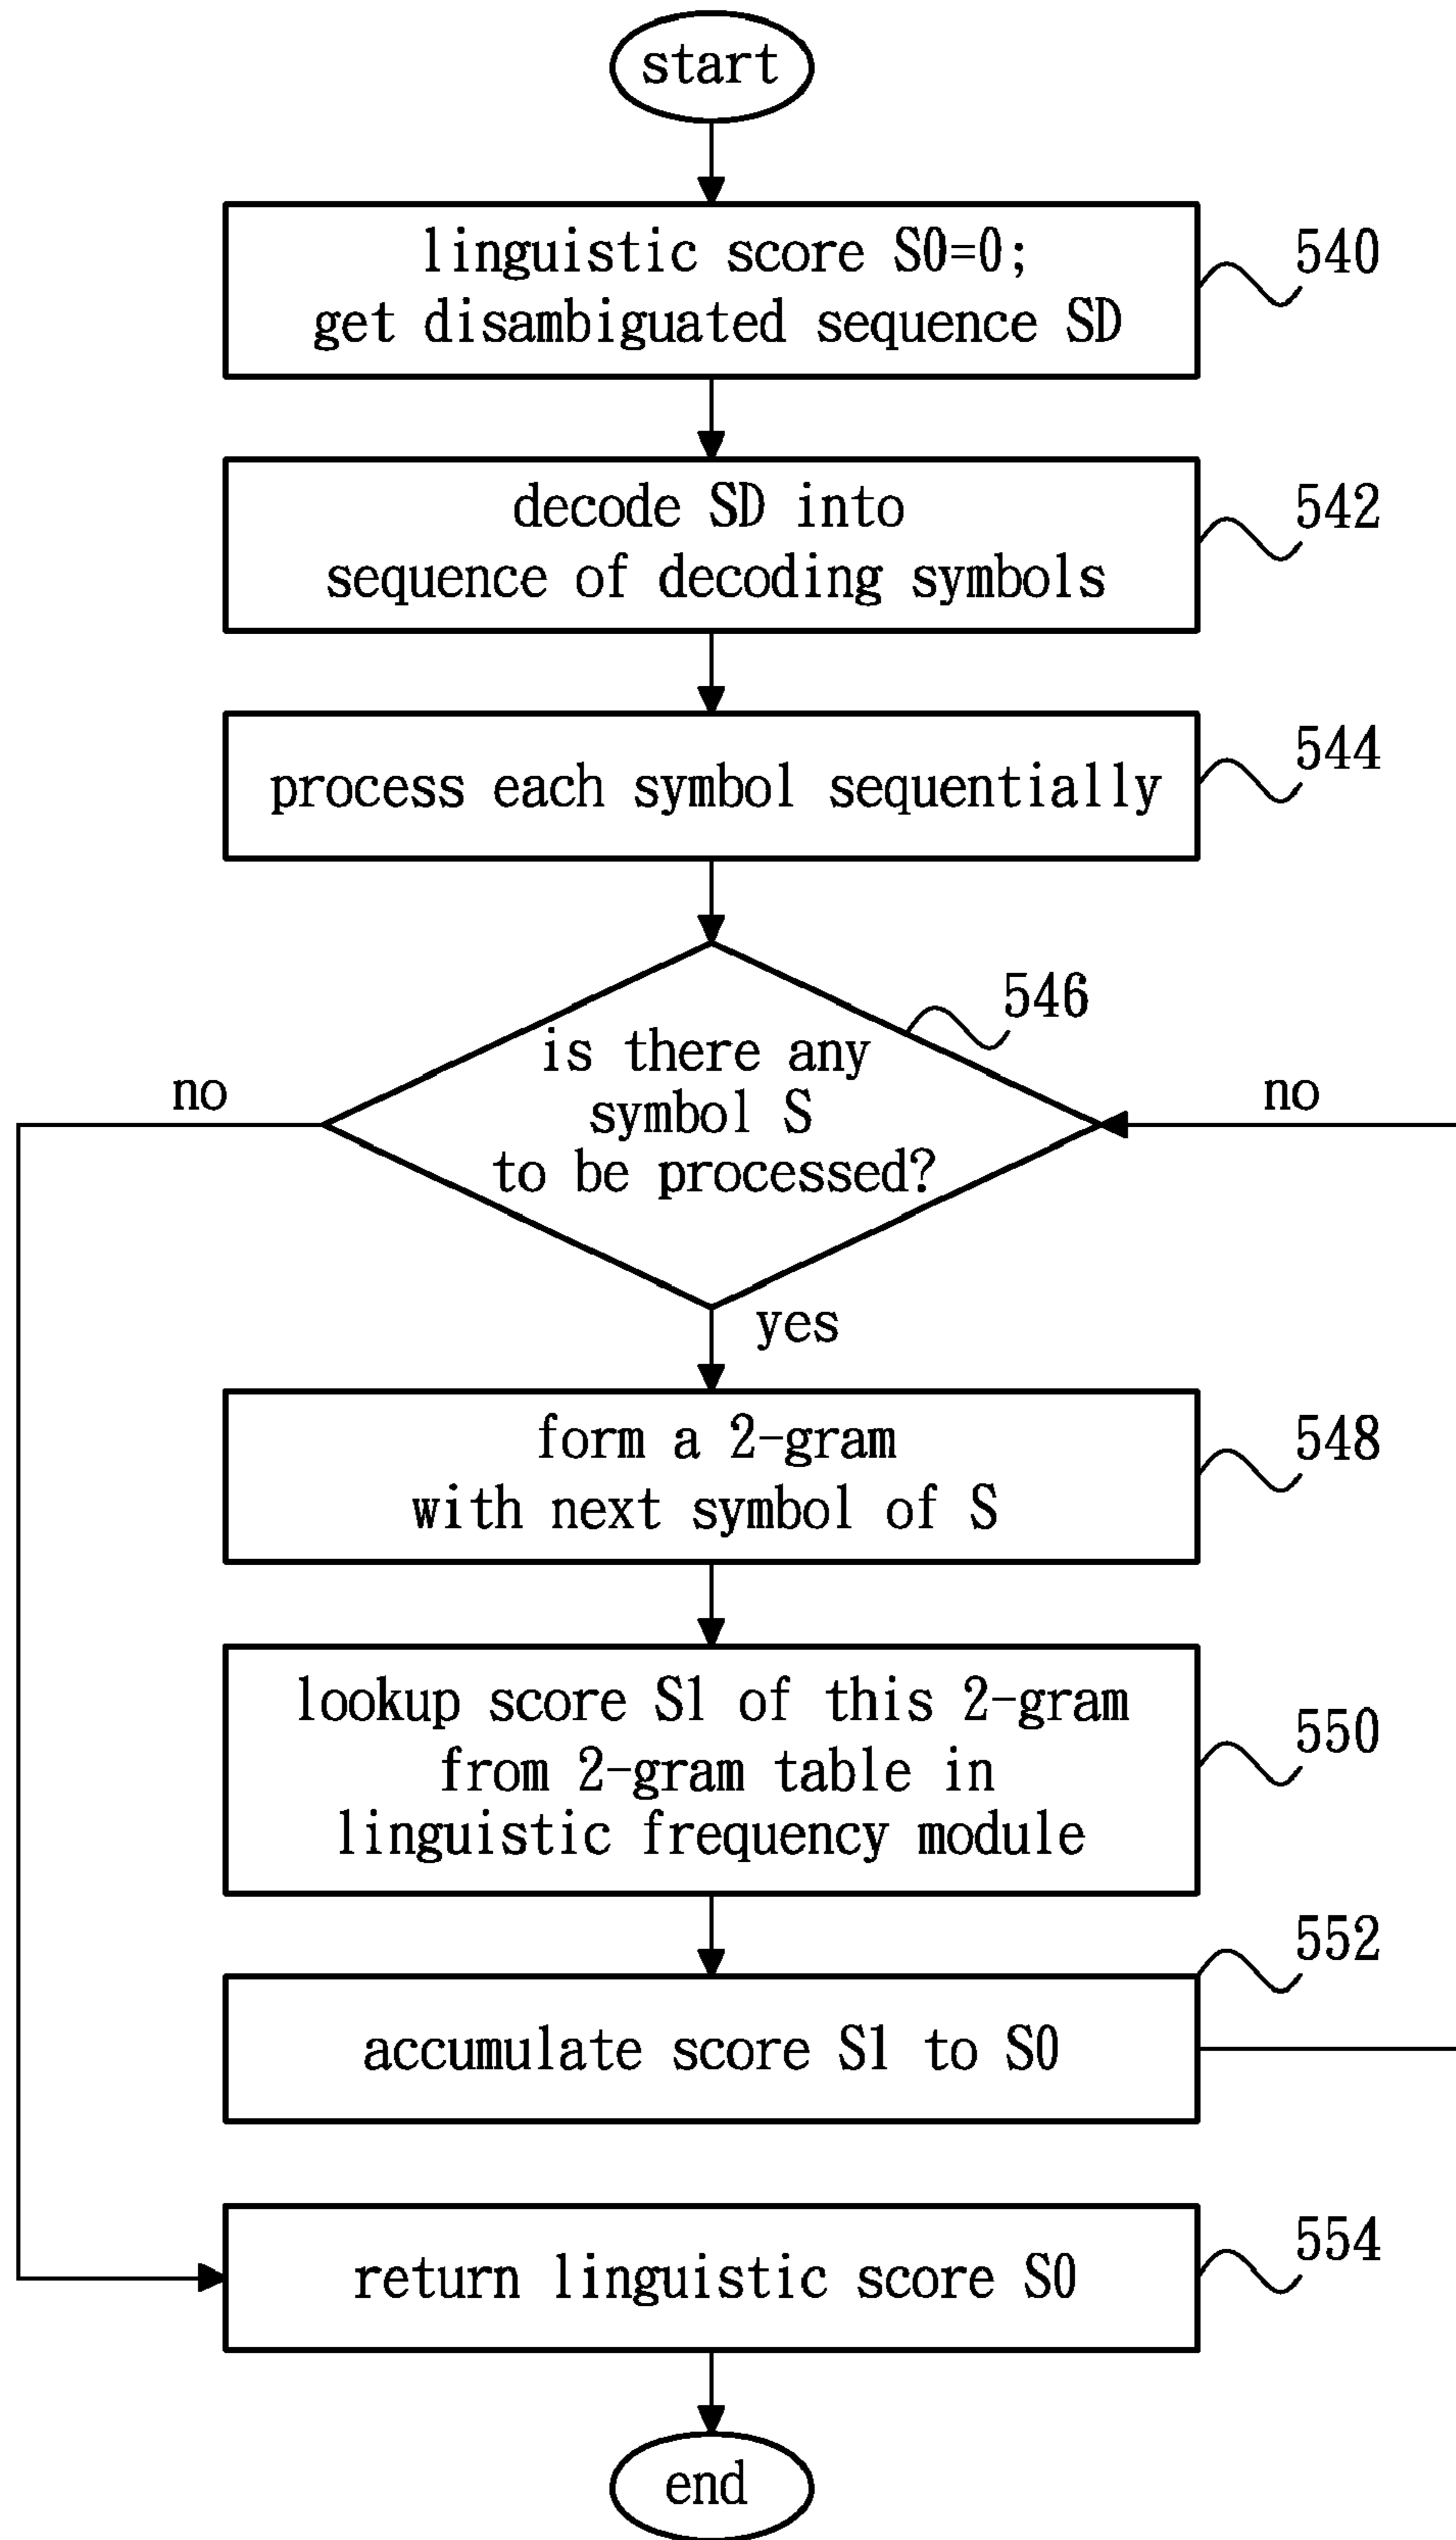 start
linguistic score S0=0;
get disambiguated sequence SD
540
decode SD into
sequence of decoding symbols
542
process each symbol sequentially
544
546
is there any
symbol S
to be processed?
no
no
yes
form a 2-gram
with next symbol of S
548
lookup score S1 of this 2-gram
from 2-gram table in
linguistic frequency module
550
552
accumulate score S1 to S0
return linguistic score S0
554
end